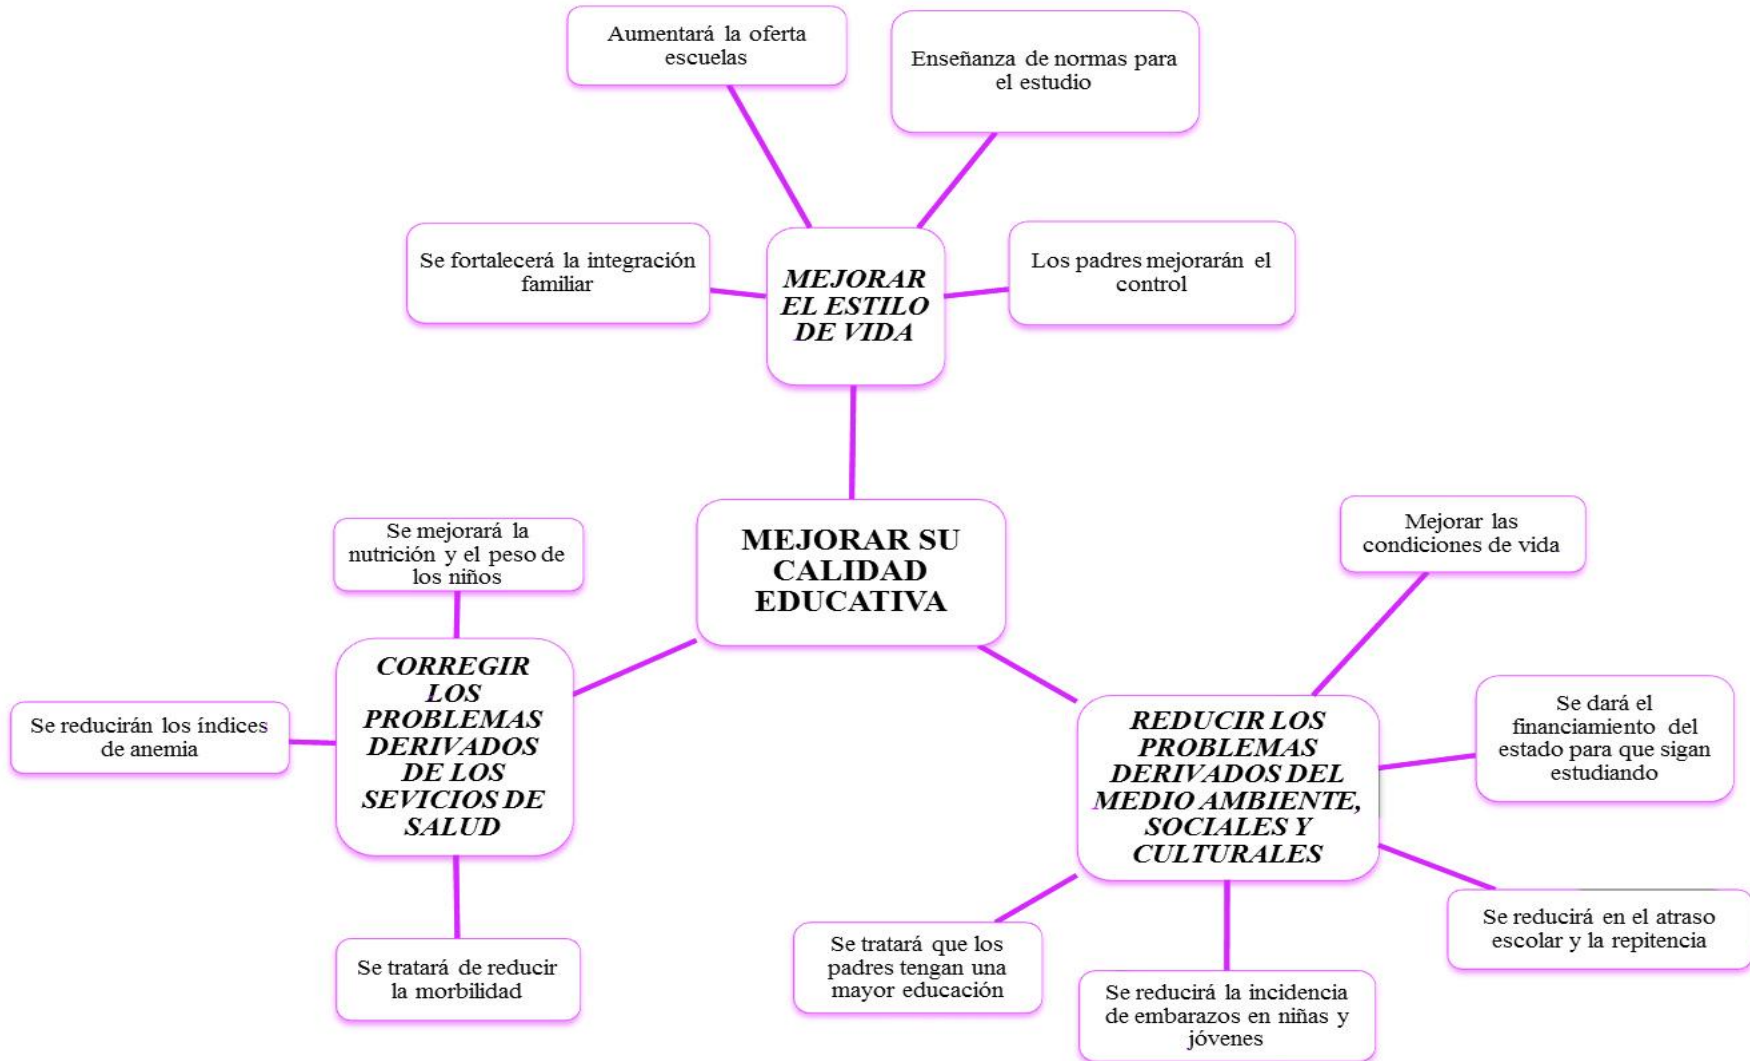 Aumentará la oferta
escuelas
Enseñanza de normas para
el estudio
Se fortalecerá la integración
familiar
MEJORAR
EL ESTILO
DE VIDA
Los padres mejorarán el
control
MEJORAR SU
CALIDAD
EDUCATIVA
Se mejorará la
nutrición y el peso de
los niños
CORREGIR
LOS
PROBLEMAS
DERIVADOS
DE LOS
SEVICIOS DE
SALUD
Se reducirán los índices
de anemia
Se tratará de reducir
la morbilidad
Mejorar las
condiciones de vida
REDUCIR LOS
PROBLEMAS
DERIVADOS DEL
MEDIO AMBIENTE,
SOCIALES Y
CULTURALES
Se dará el
financiamiento del
estado para que sigan
estudiando
Se reducirá en el atraso
escolar y la repitencia
Se tratará que los
padres tengan una
mayor educación
Se reducirá la incidencia
de embarazos en niñas y
jóvenes